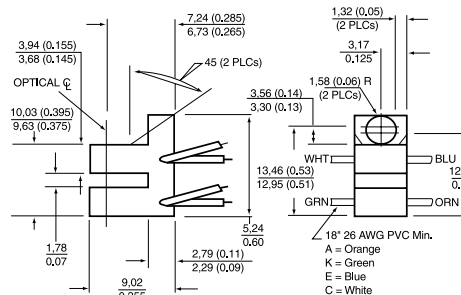 7,24 (0.285)
6,73 (0.265)
1,32 (0.05)
(2 PLCs)
3,94 (0.155)
3,68 (0.145)
45 (2 PLCs)
3,17
0.125
OPTICAL ℄
1,58 (0.06) R
(2 PLCs)
3,56 (0.14)
3,30 (0.13)
10,03 (0.395)
9,63 (0.375)
WHT
BLU
13,46 (0.53)
12,95 (0.51)
12
0.
GRN
ORN
5,24
0.60
18" 26 AWG PVC Min.
A = Orange
K = Green
E = Blue
C = White
1,78
0.07
2,79 (0.11)
2,29 (0.09)
9,02